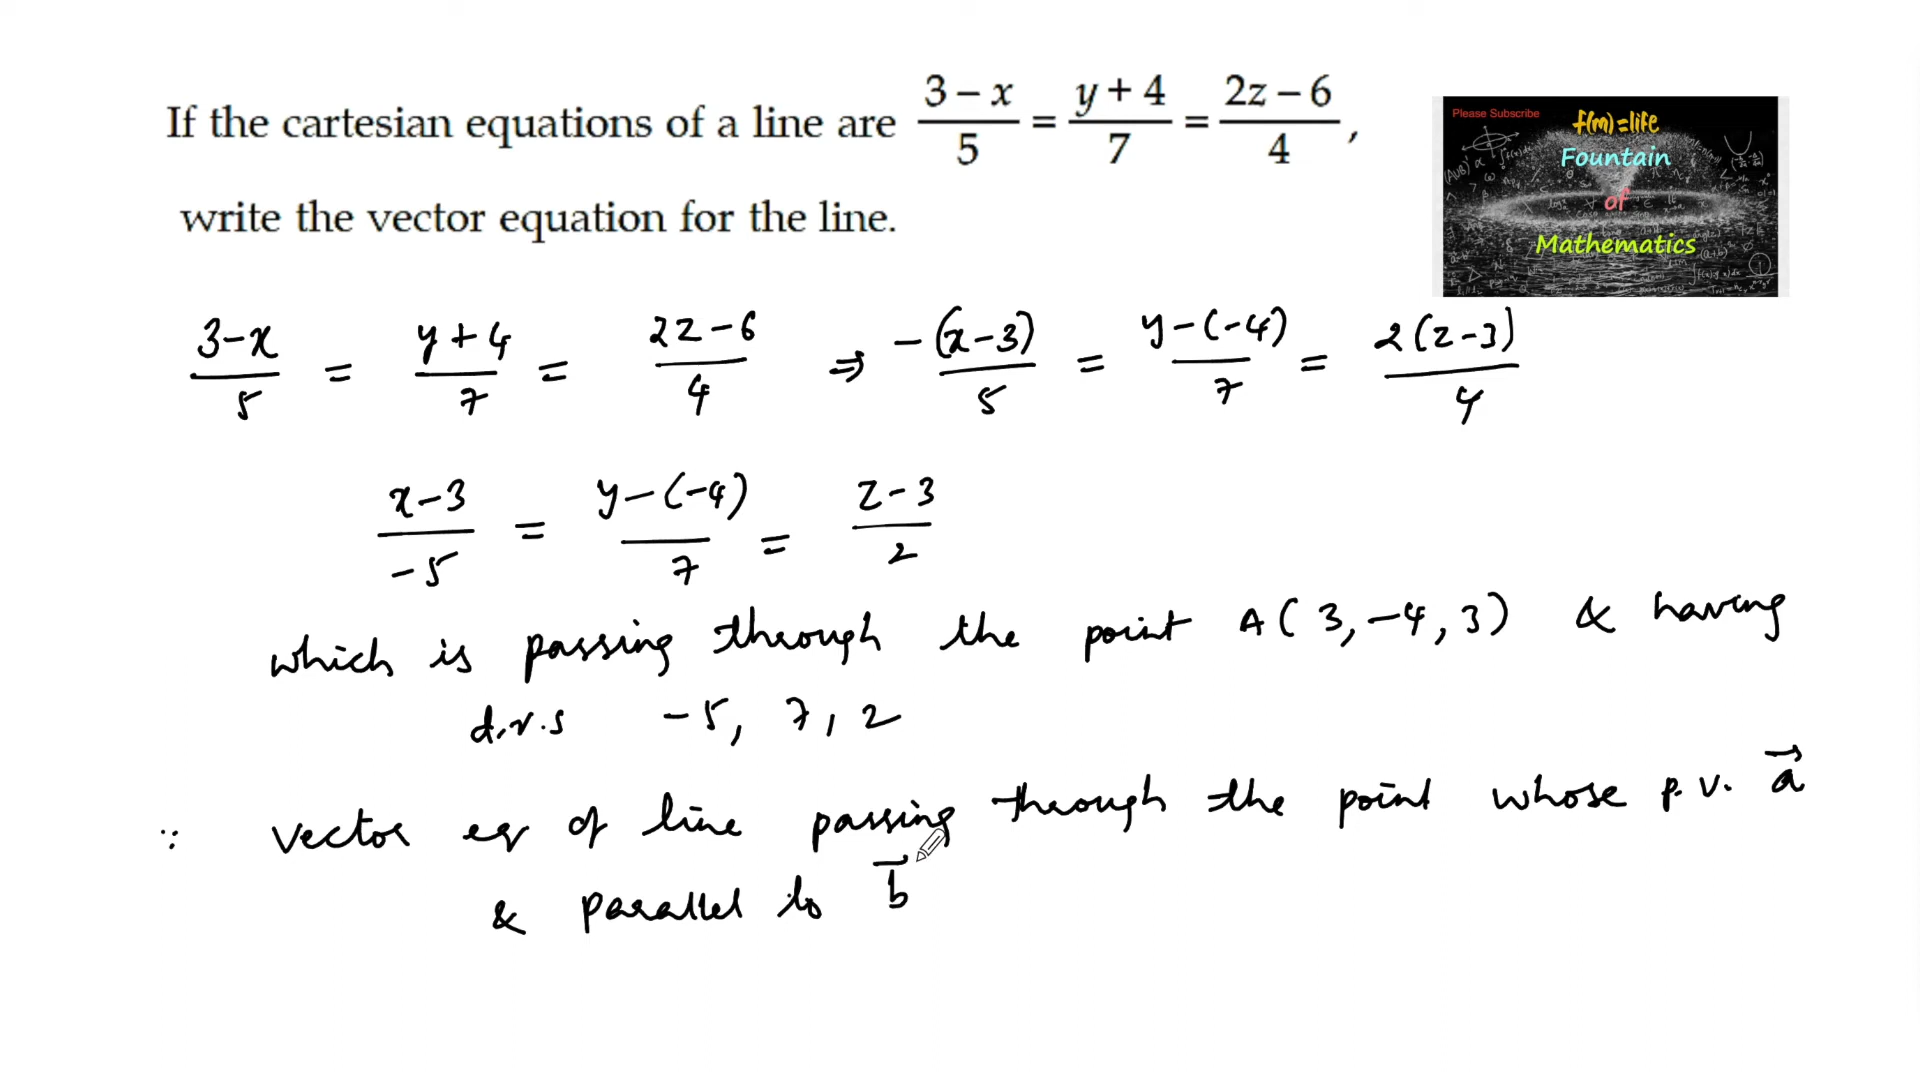 If the cartesian equations of a line are (3 − x)/5 = (y + 4)/7 = (2z − 6)/4 ,
write the vector equation for the line.
Please Subscribe
f(m)=life
Fountain
of
Mathematics
(3-x)/5 = (y+4)/7 = (2z-6)/4 ⇒ -(x-3)/5 = (y-(-4))/7 = 2(z-3)/4
(x-3)/-5 = (y-(-4))/7 = (z-3)/2
which is passing through the point A(3,-4,3) & having
d.r.s -5, 7, 2
∵ vector eq of line passing through the point whose p.v. a⃗
& parallel to b⃗